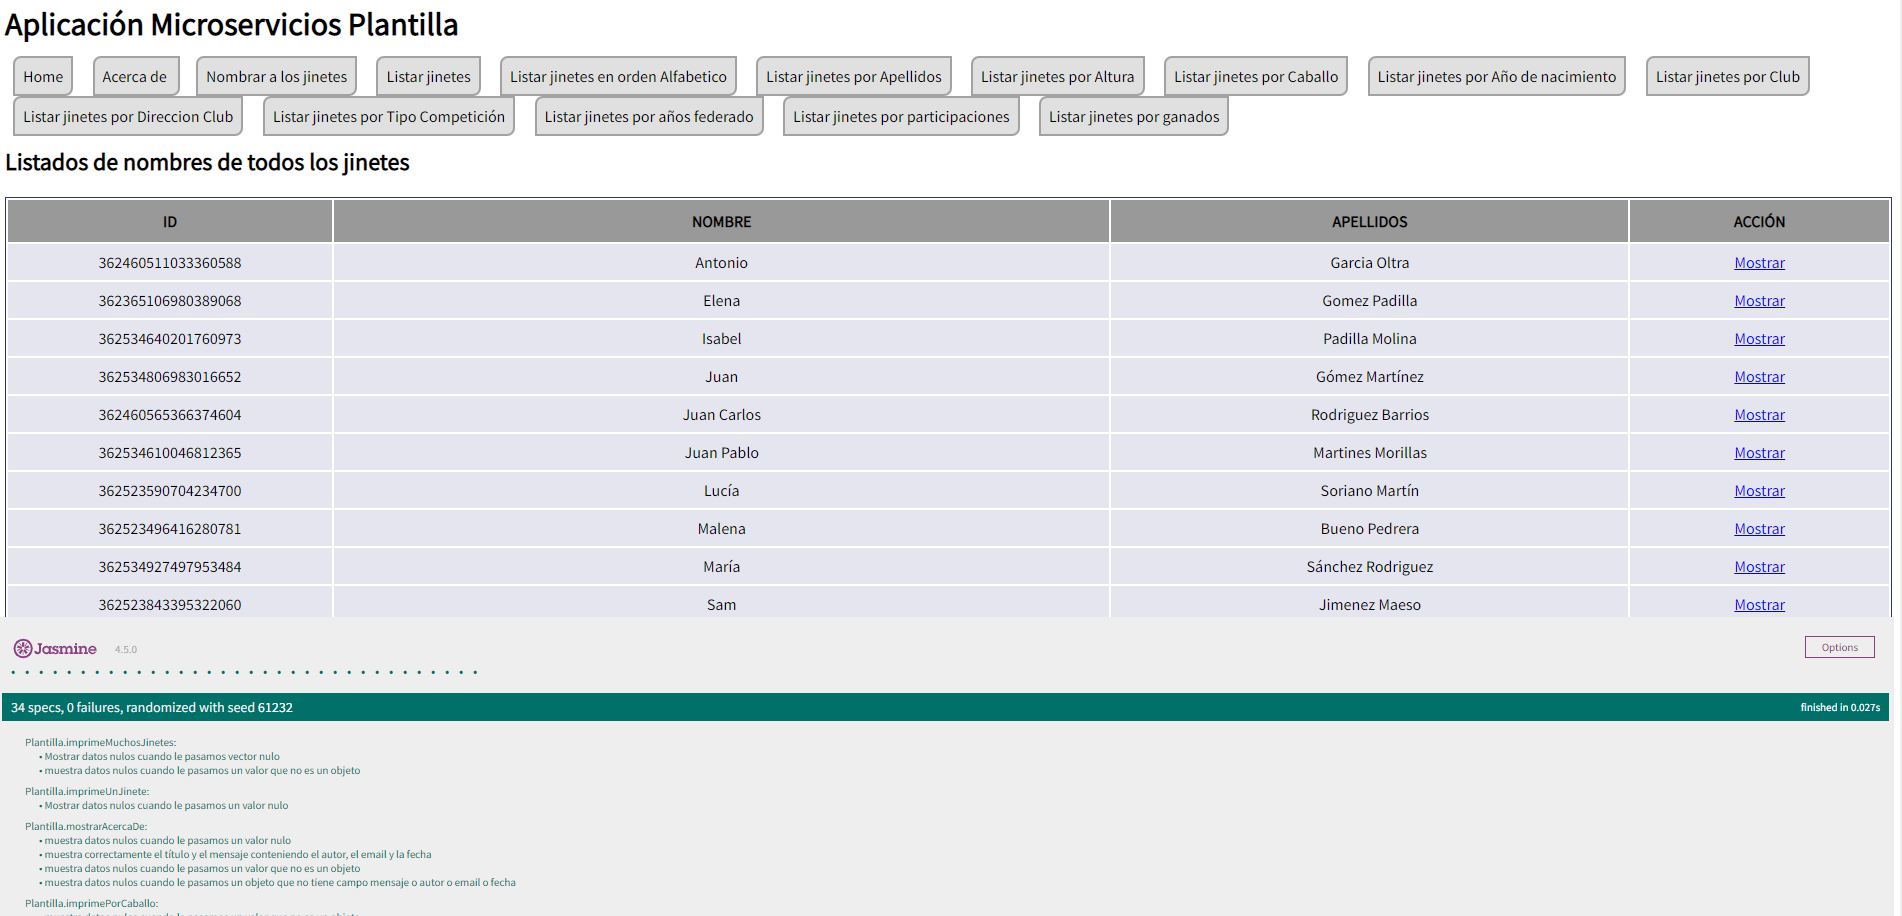 Aplicación Microservicios Plantilla
Home Acerca de Nombrar a los jinetes Listar jinetes Listar jinetes en orden Alfabetico Listar jinetes por Apellidos Listar jinetes por Altura Listar jinetes por Caballo Listar jinetes por Año de nacimiento Listar jinetes por Club
Listar jinetes por Direccion Club Listar jinetes por Tipo Competición Listar jinetes por años federado Listar jinetes por participaciones Listar jinetes por ganados
Listados de nombres de todos los jinetes
ID NOMBRE APELLIDOS ACCIÓN
362460511033360588 Antonio Garcia Oltra Mostrar
362365106980389068 Elena Gomez Padilla Mostrar
362534640201760973 Isabel Padilla Molina Mostrar
362534806983016652 Juan Gómez Martínez Mostrar
362460565366374604 Juan Carlos Rodriguez Barrios Mostrar
362534610046812365 Juan Pablo Martines Morillas Mostrar
362523590704234700 Lucía Soriano Martín Mostrar
362523496416280781 Malena Bueno Pedrera Mostrar
362534927497953484 María Sánchez Rodriguez Mostrar
362523843395322060 Sam Jimenez Maeso Mostrar
Jasmine 4.5.0 Options
34 specs, 0 failures, randomized with seed 61232 finished in 0.027s
Plantilla.imprimeMuchosJinetes:
• Mostrar datos nulos cuando le pasamos vector nulo
• muestra datos nulos cuando le pasamos un valor que no es un objeto
Plantilla.imprimeUnJinete:
• Mostrar datos nulos cuando le pasamos un valor nulo
Plantilla.mostrarAcercaDe:
• muestra datos nulos cuando le pasamos un valor nulo
• muestra correctamente el título y el mensaje conteniendo el autor, el email y la fecha
• muestra datos nulos cuando le pasamos un valor que no es un objeto
• muestra datos nulos cuando le pasamos un objeto que no tiene campo mensaje o autor o email o fecha
Plantilla.imprimePorCaballo: